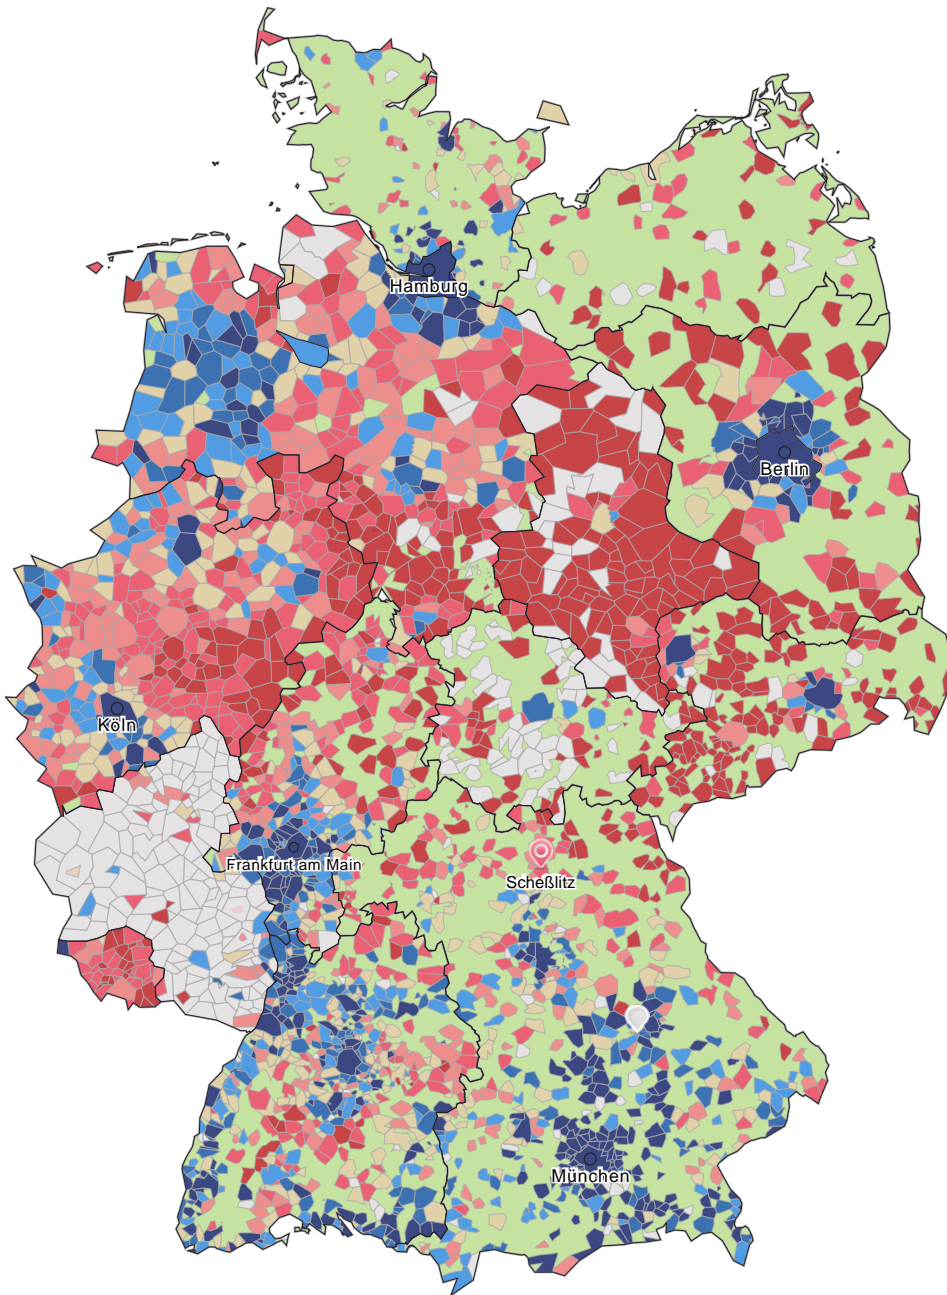 Hamburg
Berlin
Köln
Frankfurt am Main
Scheßlitz
München